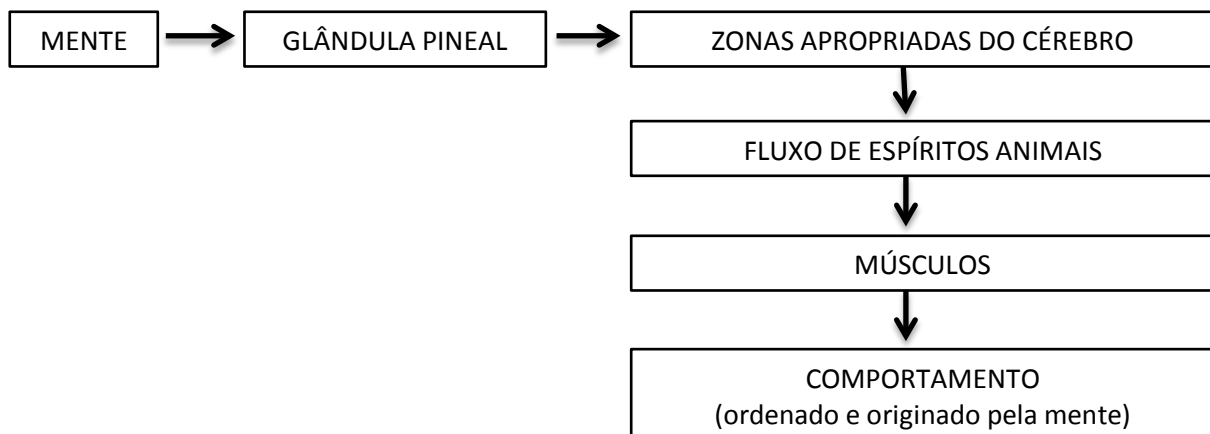 MENTE
GLÂNDULA PINEAL
ZONAS APROPRIADAS DO CÉREBRO
FLUXO DE ESPÍRITOS ANIMAIS
MÚSCULOS
COMPORTAMENTO
(ordenado e originado pela mente)